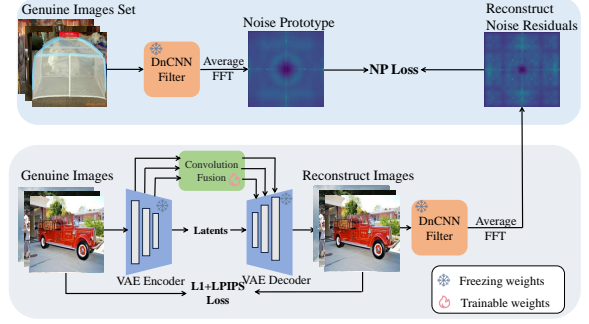 Genuine Images Set
Noise Prototype
Reconstruct
Noise Residuals
DnCNN
Filter
Average
FFT
NP Loss
Genuine Images
Convolution
Fusion
Reconstruct Images
Latents
DnCNN
Filter
Average
FFT
VAE Encoder
VAE Decoder
L1+LPIPS
Loss
Freezing weights
Trainable weights